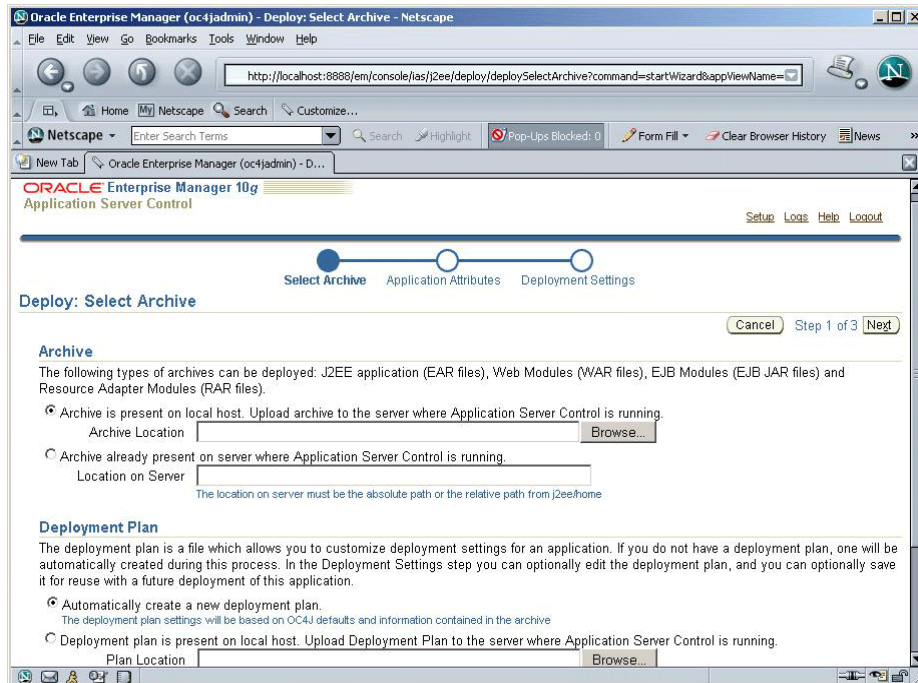 Oracle Enterprise Manager (oc4jadmin) - Deploy: Select Archive - Netscape
File Edit View Go Bookmarks Tools Window Help
http://localhost:8888/em/console/ias/j2ee/deploy/deploySelectArchive?command=startWizard&appViewName=
Home My Netscape Search Customize...
Netscape Enter Search Terms Search Highlight Pop-Ups Blocked: 0 Form Fill Clear Browser History News »
New Tab Oracle Enterprise Manager (oc4jadmin) - D...
ORACLE Enterprise Manager 10g
Application Server Control
Setup Logs Help Logout
Select Archive Application Attributes Deployment Settings
Deploy: Select Archive
Cancel Step 1 of 3 Next
Archive
The following types of archives can be deployed: J2EE application (EAR files), Web Modules (WAR files), EJB Modules (EJB JAR files) and
Resource Adapter Modules (RAR files).
Archive is present on local host. Upload archive to the server where Application Server Control is running.
Archive Location Browse...
Archive already present on server where Application Server Control is running.
Location on Server
The location on server must be the absolute path or the relative path from j2ee/home
Deployment Plan
The deployment plan is a file which allows you to customize deployment settings for an application. If you do not have a deployment plan, one will be
automatically created during this process. In the Deployment Settings step you can optionally edit the deployment plan, and you can optionally save
it for reuse with a future deployment of this application.
Automatically create a new deployment plan.
The deployment plan settings will be based on OC4J defaults and information contained in the archive
Deployment plan is present on local host. Upload Deployment Plan to the server where Application Server Control is running.
Plan Location Browse...